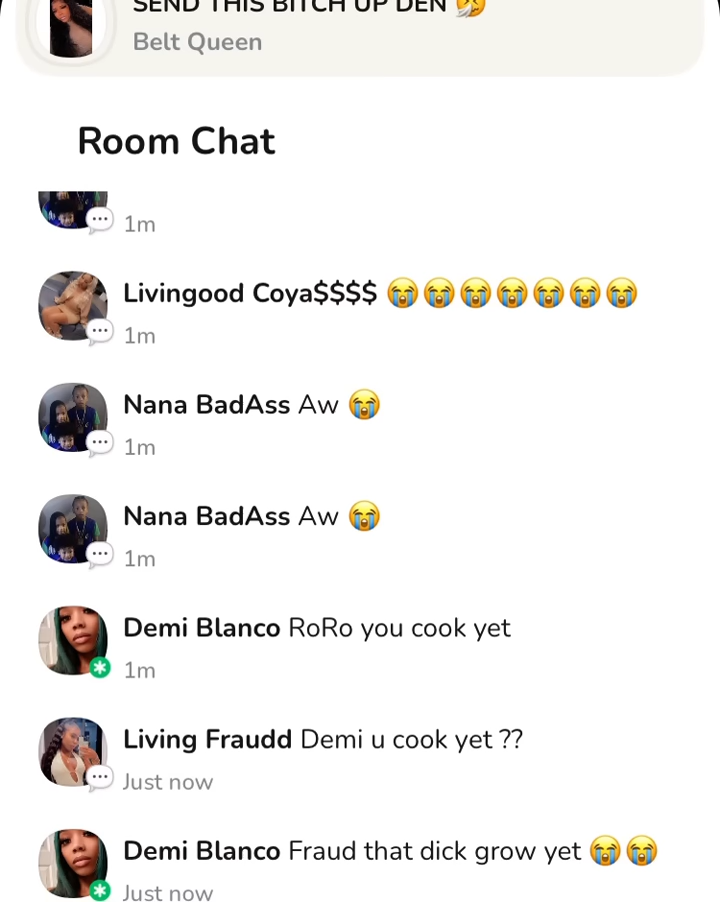 SEND THIS BITCH UP DEN 🤧
Belt Queen
Room Chat
1m
Livingood Coya$$$$ 😭😭😭😭😭😭😭
1m
Nana BadAss Aw 😭
1m
Nana BadAss Aw 😭
1m
Demi Blanco RoRo you cook yet
1m
Living Fraudd Demi u cook yet ??
Just now
Demi Blanco Fraud that dick grow yet 😭😭
Just now